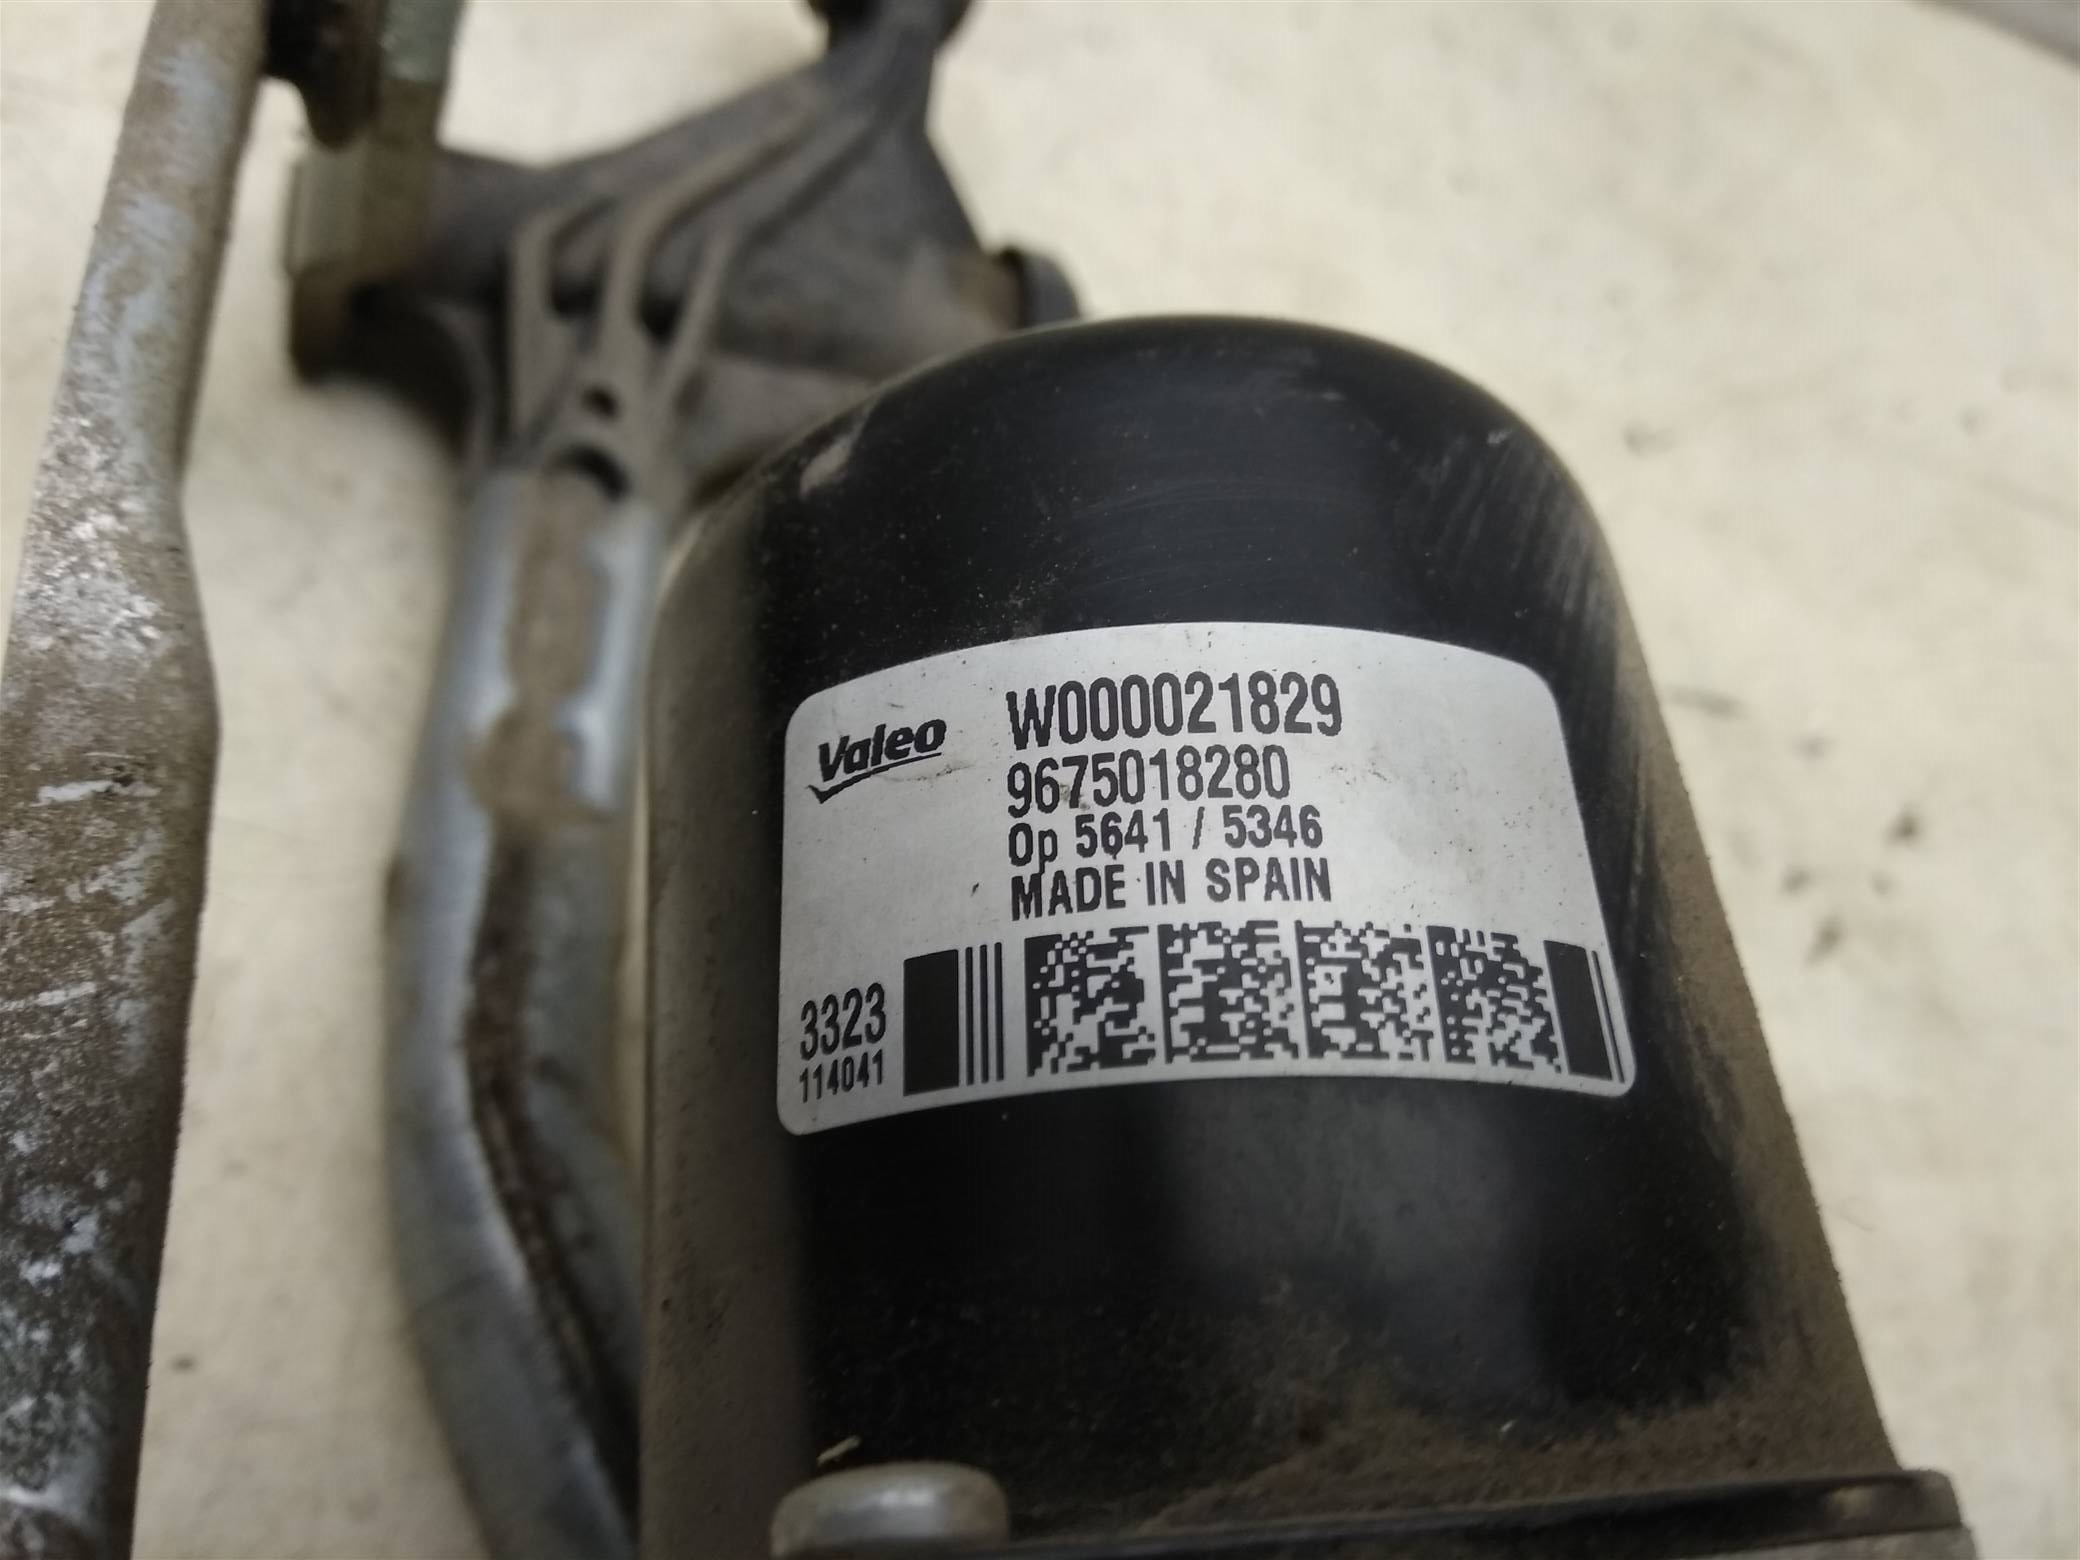 Valeo W000021829
9675018280
Op 5641 / 5346
MADE IN SPAIN
3323
114041